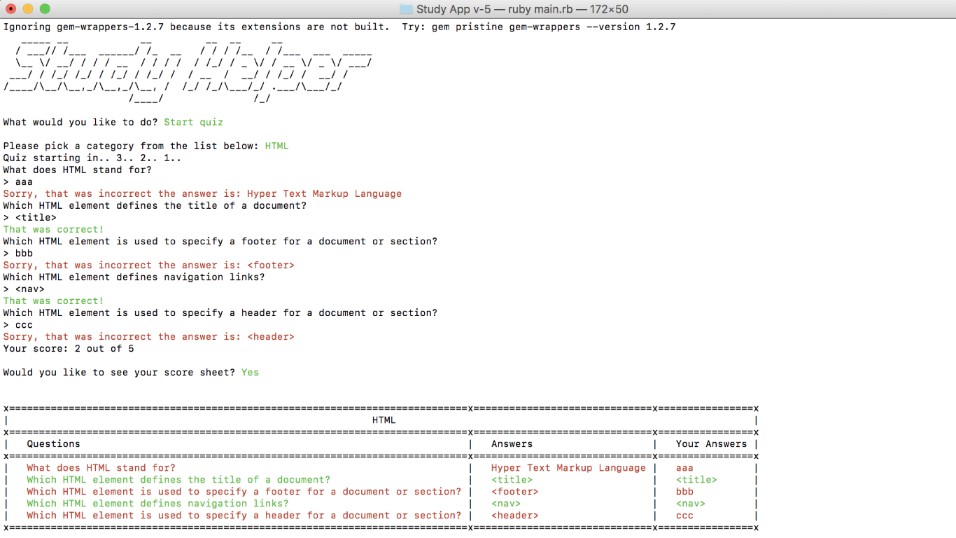 Study App v-5 — ruby main.rb — 172×50
Ignoring gem-wrappers-1.2.7 because its extensions are not built.  Try: gem pristine gem-wrappers --version 1.2.7
Study Helper
What would you like to do? Start quiz
Please pick a category from the list below: HTML
Quiz starting in.. 3.. 2.. 1..
What does HTML stand for?
> aaa
Sorry, that was incorrect the answer is: Hyper Text Markup Language
Which HTML element defines the title of a document?
> <title>
That was correct!
Which HTML element is used to specify a footer for a document or section?
> bbb
Sorry, that was incorrect the answer is: <footer>
Which HTML element defines navigation links?
> <nav>
That was correct!
Which HTML element is used to specify a header for a document or section?
> ccc
Sorry, that was incorrect the answer is: <header>
Your score: 2 out of 5
Would you like to see your score sheet? Yes
HTML
Questions | Answers | Your Answers
What does HTML stand for? | Hyper Text Markup Language | aaa
Which HTML element defines the title of a document? | <title> | <title>
Which HTML element is used to specify a footer for a document or section? | <footer> | bbb
Which HTML element defines navigation links? | <nav> | <nav>
Which HTML element is used to specify a header for a document or section? | <header> | ccc